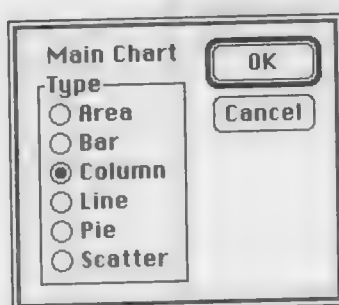 Main Chart
OK
Type
Cancel
Area
Bar
Column
Line
Pie
Scatter